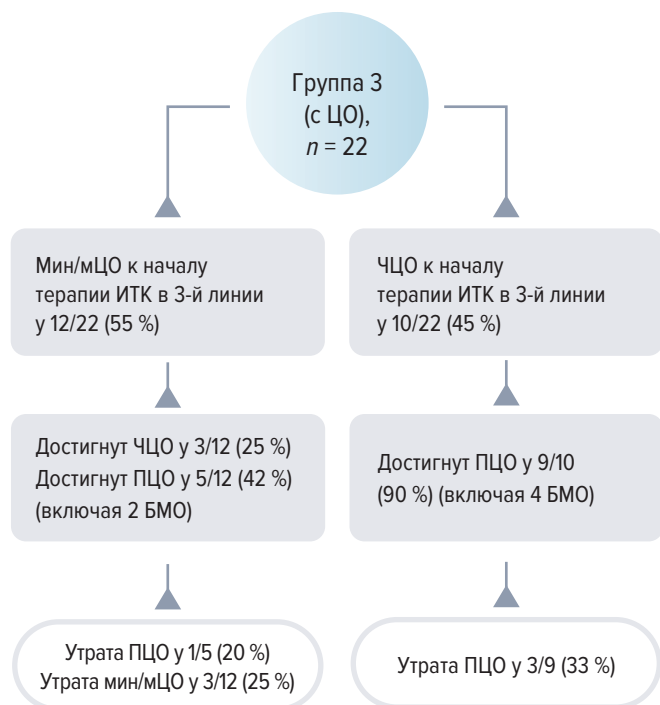 Группа 3
(с ЦО),
n = 22
Мин/мЦО к началу
терапии ИТК в 3-й линии
у 12/22 (55 %)
ЧЦО к началу
терапии ИТК в 3-й линии
у 10/22 (45 %)
Достигнут ЧЦО у 3/12 (25 %)
Достигнут ПЦО у 5/12 (42 %)
(включая 2 БМО)
Достигнут ПЦО у 9/10
(90 %) (включая 4 БМО)
Утрата ПЦО у 1/5 (20 %)
Утрата мин/мЦО у 3/12 (25 %)
Утрата ПЦО у 3/9 (33 %)